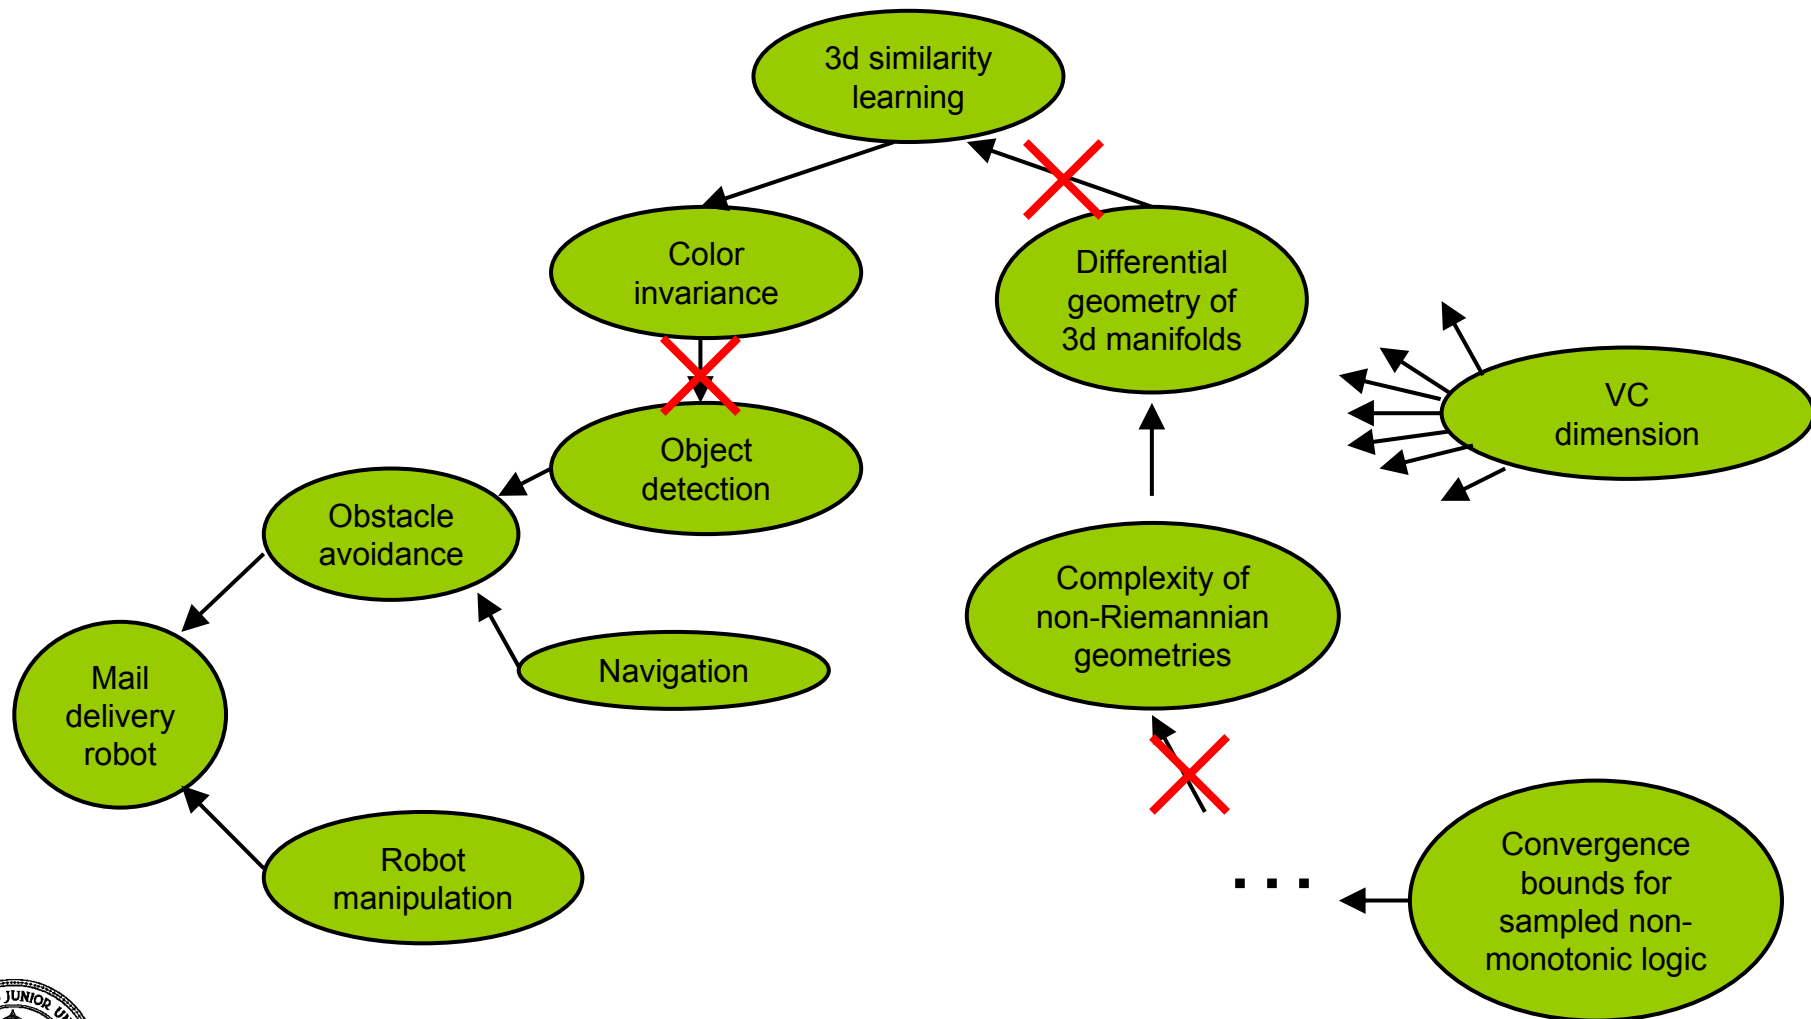 3d similarity
learning
Color
invariance
Differential
geometry of
3d manifolds
VC
dimension
Object
detection
Obstacle
avoidance
Complexity of
non-Riemannian
geometries
Navigation
Mail
delivery
robot
Robot
manipulation
. . .
Convergence
bounds for
sampled non-
monotonic logic
JUNIOR